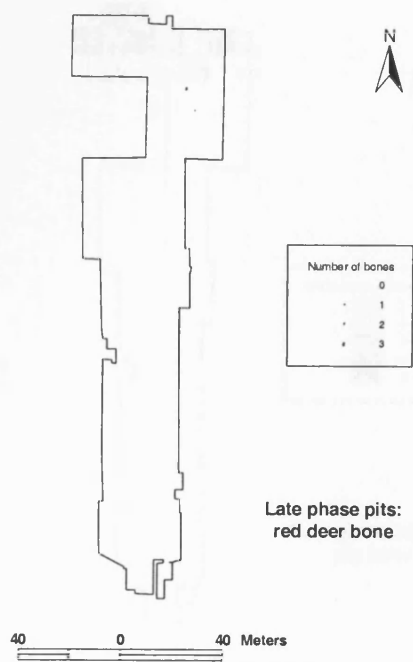 N
Number of bones
0
1
2
3
Late phase pits:
red deer bone
40 0 40 Meters